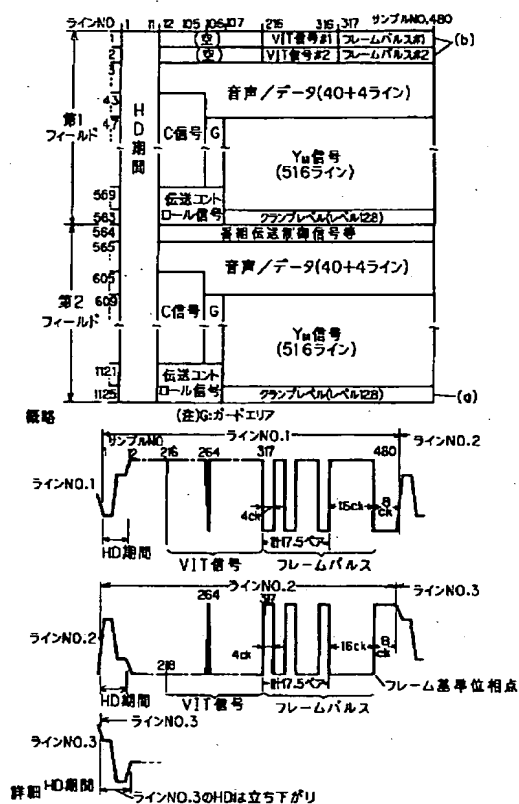 ラインNO 1 11 12 105 106 107 216 316 317 サンプルNO.480
1 (空) VIT信号#1 フレームパルス#1
2 (空) VIT信号#2 フレームパルス#2 (b)
3
音声/データ(40+4ライン)
43
47
第1フィールド
HD期間
C信号 G YM信号
(516ライン)
569
伝送コントロール信号
563 クランプレベル(レベル128)
564 番組伝送制御信号等
565
音声/データ(40+4ライン)
605
609
第2フィールド
C信号 G YM信号
(516ライン)
1121
伝送コントロール信号
1125 クランプレベル(レベル128) (a)
概略 (注)G:ガードエリア
ラインNO.1 ラインNO.2
サンプルNO
1 12 216 264 317 480
ラインNO.1
4ck 16ck 8ck
HD期間 計17.5ペア
VIT信号 フレームパルス
ラインNO.2 ラインNO.3
264 317
ラインNO.2
4ck 16ck 8ck
218
HD期間 計17.5ペア フレーム基準位相点
VIT信号 フレームパルス
ラインNO.3
ラインNO.3
詳細 HD期間
ラインNO.3のHDは立ち下がり